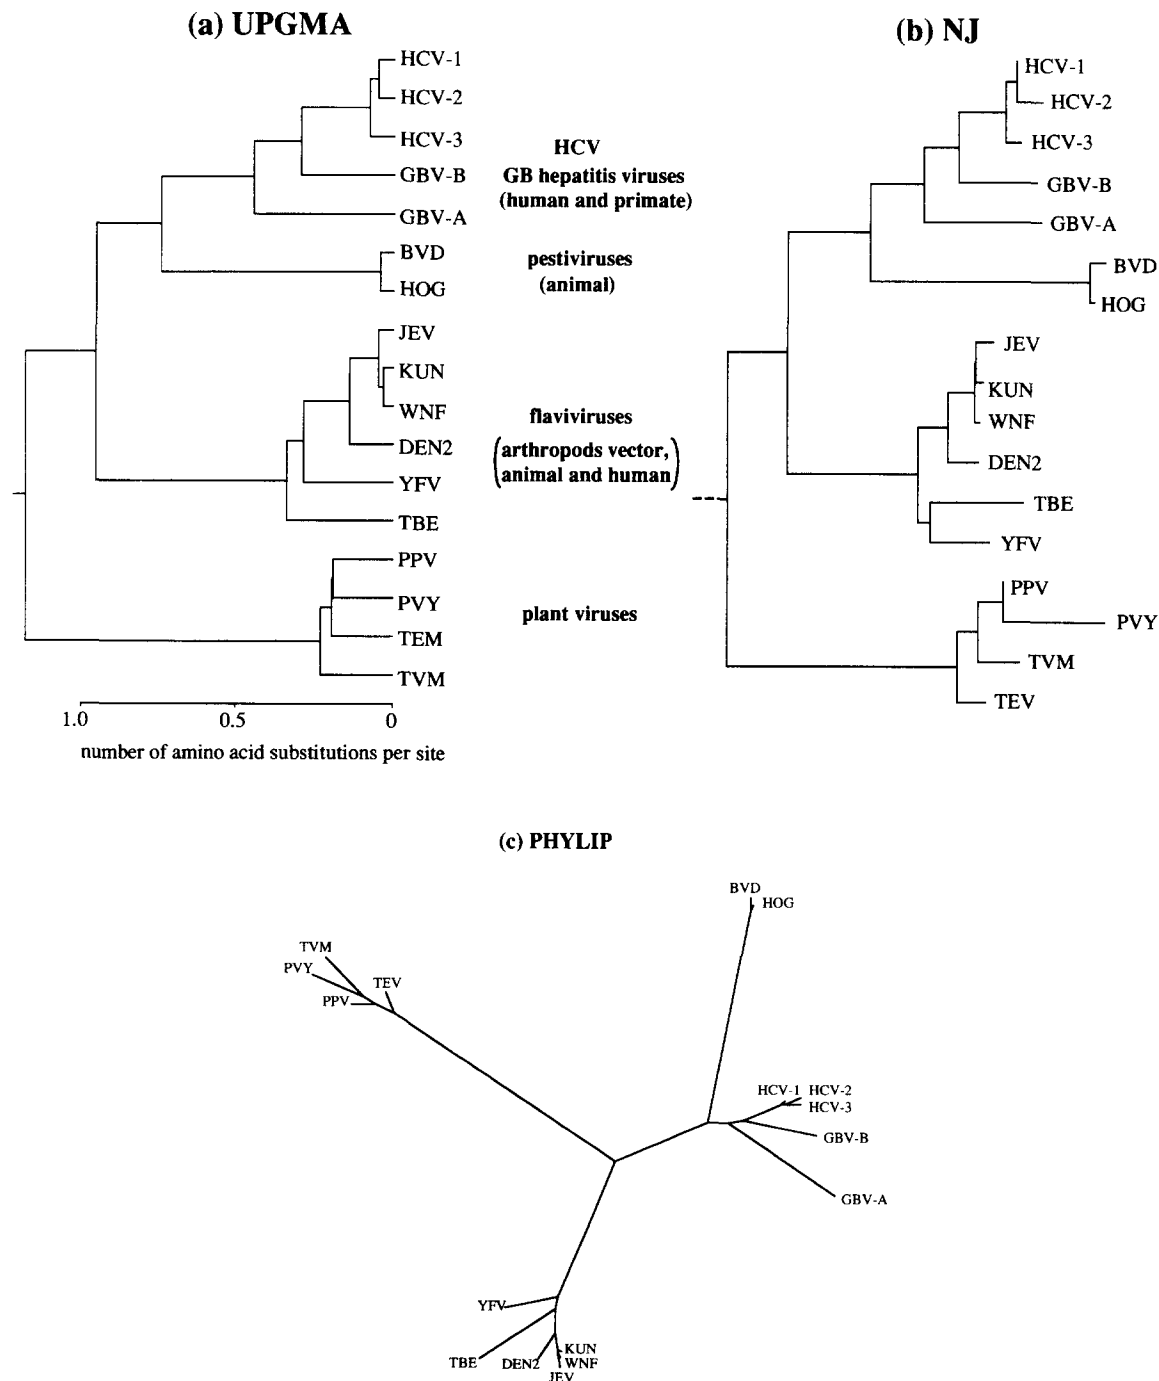 (a) UPGMA
HCV-1
HCV-2
HCV-3
GBV-B
GBV-A
BVD
HOG
JEV
KUN
WNF
DEN2
YFV
TBE
PPV
PVY
TEM
TVM
1.0 0.5 0
number of amino acid substitutions per site
HCV
GB hepatitis viruses
(human and primate)
pestiviruses
(animal)
flaviviruses
(arthropods vector,
animal and human)
plant viruses
(b) NJ
HCV-1
HCV-2
HCV-3
GBV-B
GBV-A
BVD
HOG
JEV
KUN
WNF
DEN2
TBE
YFV
PPV
PVY
TVM
TEV
(c) PHYLIP
BVD
HOG
TVM
PVY
TEV
PPV
HCV-1 HCV-2
HCV-3
GBV-B
GBV-A
YFV
TBE
DEN2
KUN
WNF
JEV